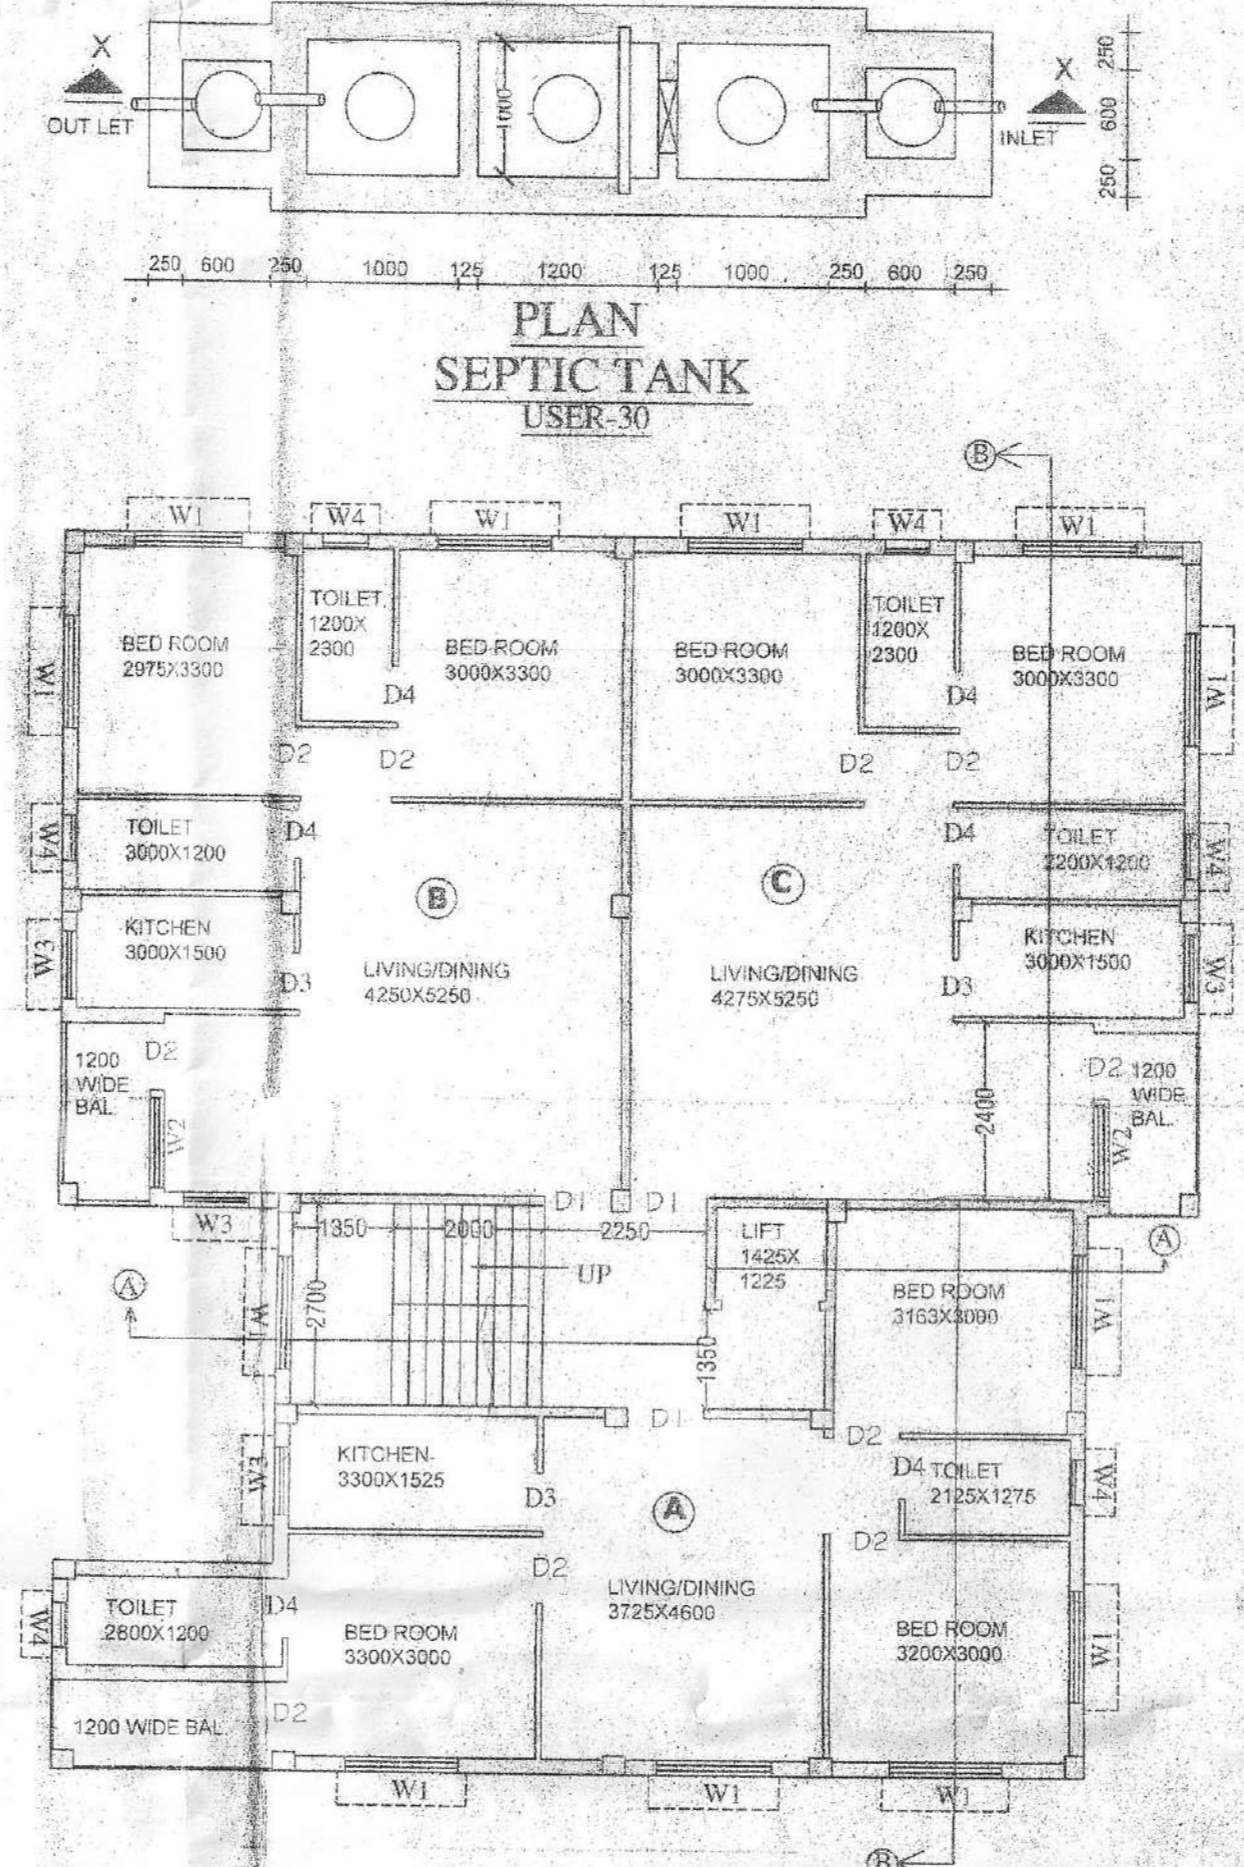 X
OUT LET
1000
X
INLET
250
600
250
250 600 250 1000 125 1200 125 1000 250 600 250
PLAN
SEPTIC TANK
USER-30
B
W1 W4 W1 W1 W4 W1
TOILET
1200X
2300
TOILET
1200X
2300
BED ROOM
2975X3300
BED ROOM
3000X3300
BED ROOM
3000X3300
BED ROOM
3000X3300
W1
W1
D4 D4
D2 D2 D2 D2
TOILET
3000X1200
D4
D4
TOILET
2200X1200
W4
W4
B
C
KITCHEN
3000X1500
KITCHEN
3000X1500
W3
W3
LIVING/DINING
4250X5250
LIVING/DINING
4275X5250
D3
D3
1200
WIDE
BAL.
D2
W2
2400
D2
1200
WIDE
BAL.
W2
W3
D1 D1
1350 2000 2250
LIFT
1425X
1225
A
A
UP
2700
W1
1350
BED ROOM
3163X3000
W1
D1
D2
KITCHEN
3300X1525
W3
D3
A
D4
TOILET
2125X1275
W4
D2
D2
LIVING/DINING
3725X4600
TOILET
2800X1200
W4
D4
BED ROOM
3300X3000
BED ROOM
3200X3000
W1
D2
1200 WIDE BAL.
W1 W1 W1
B